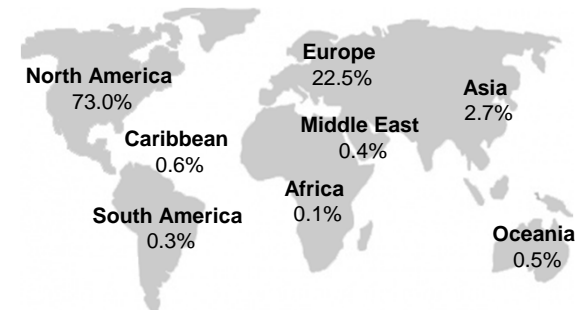 Europe
22.5%
North America
73.0%
Asia
2.7%
Middle East
0.4%
Caribbean
0.6%
Africa
0.1%
South America
0.3%
Oceania
0.5%